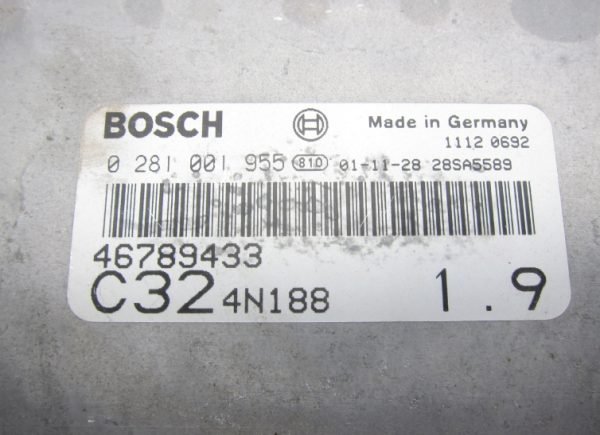 BOSCH Made in Germany
1112 0692
0 281 001 955 810 01-11-28 28SA5589
46789433
C32 4N188 1.9